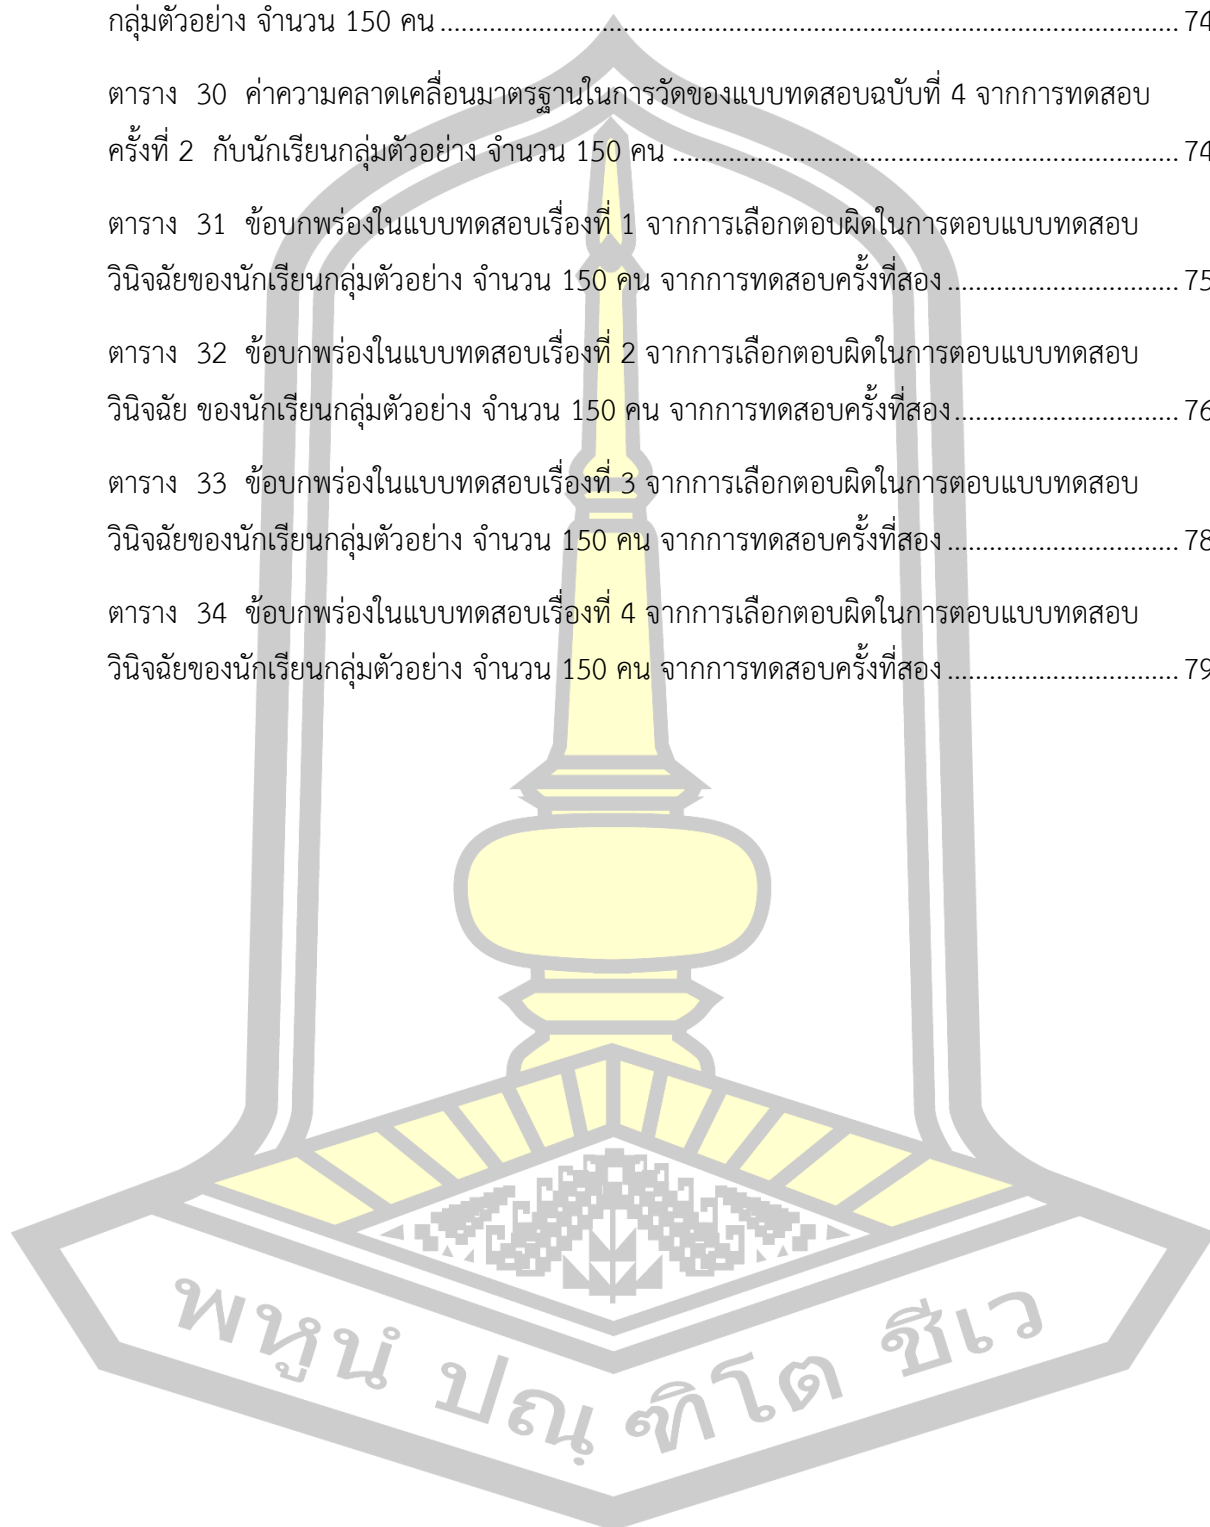 กลุ่มตัวอย่าง จำนวน 150 คน ........................................................................................................ 74
ตาราง 30 ค่าความคลาดเคลื่อนมาตรฐานในการวัดของแบบทดสอบฉบับที่ 4 จากการทดสอบ
ครั้งที่ 2 กับนักเรียนกลุ่มตัวอย่าง จำนวน 150 คน ....................................................................... 74
ตาราง 31 ข้อบกพร่องในแบบทดสอบเรื่องที่ 1 จากการเลือกตอบผิดในการตอบแบบทดสอบ
วินิจฉัยของนักเรียนกลุ่มตัวอย่าง จำนวน 150 คน จากการทดสอบครั้งที่สอง ................................ 75
ตาราง 32 ข้อบกพร่องในแบบทดสอบเรื่องที่ 2 จากการเลือกตอบผิดในการตอบแบบทดสอบ
วินิจฉัย ของนักเรียนกลุ่มตัวอย่าง จำนวน 150 คน จากการทดสอบครั้งที่สอง ............................... 76
ตาราง 33 ข้อบกพร่องในแบบทดสอบเรื่องที่ 3 จากการเลือกตอบผิดในการตอบแบบทดสอบ
วินิจฉัยของนักเรียนกลุ่มตัวอย่าง จำนวน 150 คน จากการทดสอบครั้งที่สอง ................................ 78
ตาราง 34 ข้อบกพร่องในแบบทดสอบเรื่องที่ 4 จากการเลือกตอบผิดในการตอบแบบทดสอบ
วินิจฉัยของนักเรียนกลุ่มตัวอย่าง จำนวน 150 คน จากการทดสอบครั้งที่สอง ................................ 79
พหูนํ ปณฺ ฑิโต ชีเว